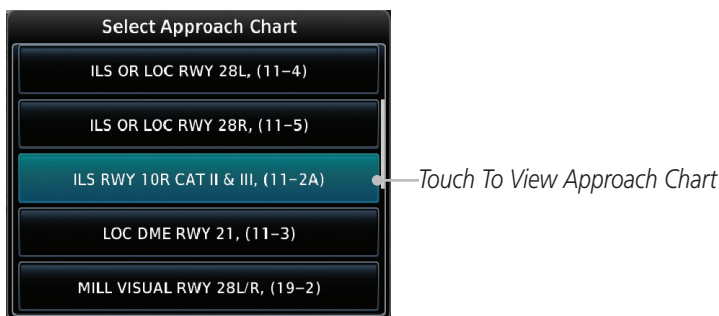 Select Approach Chart
ILS OR LOC RWY 28L, (11–4)
ILS OR LOC RWY 28R, (11–5)
ILS RWY 10R CAT II & III, (11–2A)
Touch To View Approach Chart
LOC DME RWY 21, (11–3)
MILL VISUAL RWY 28L/R, (19–2)